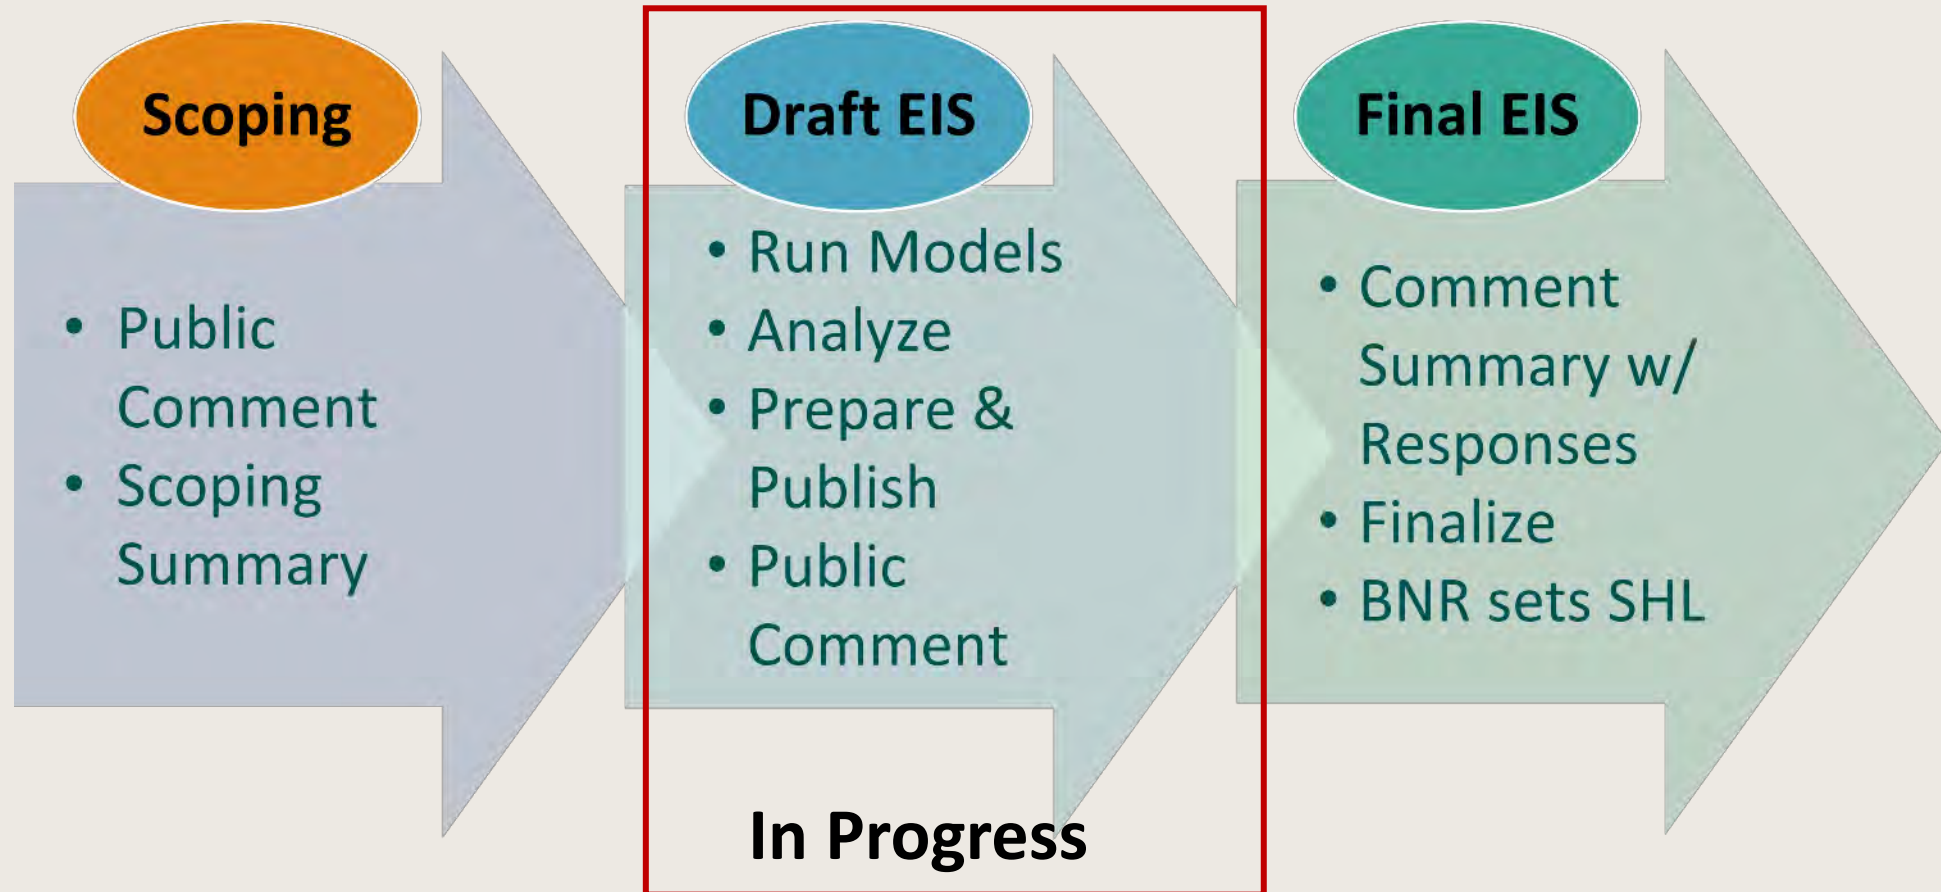 Scoping
• Public
Comment
• Scoping
Summary
Draft EIS
• Run Models
• Analyze
• Prepare &
Publish
• Public
Comment
In Progress
Final EIS
• Comment
Summary w/
Responses
• Finalize
• BNR sets SHL